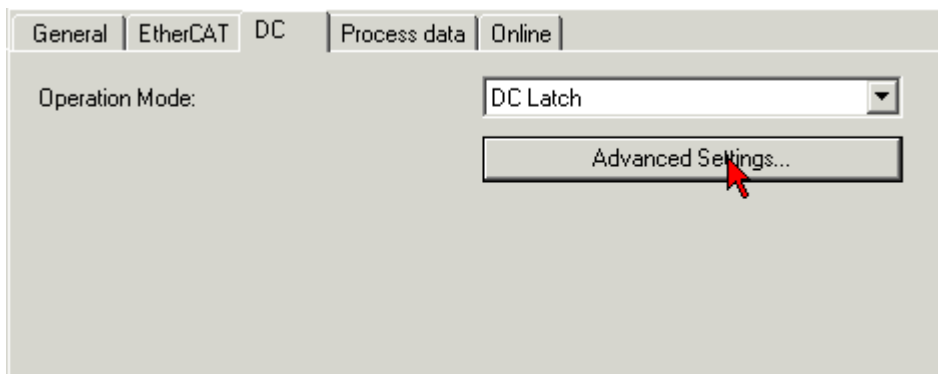 General EtherCAT DC Process data Online
Operation Mode: DC Latch
Advanced Settings...